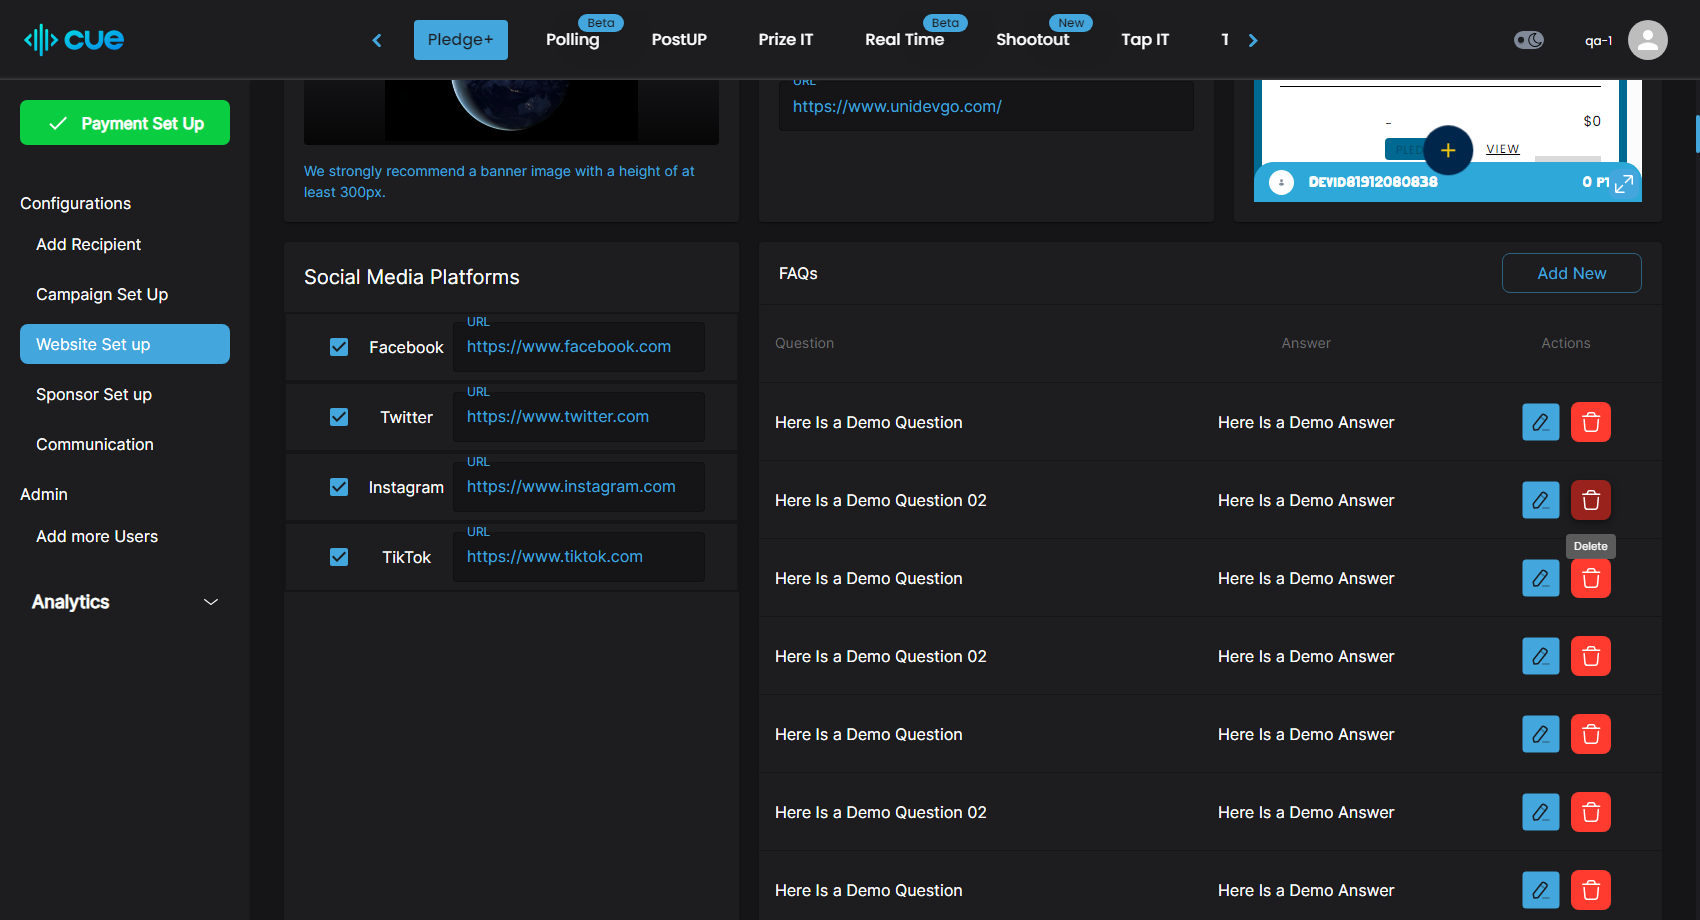 cue
Pledge+
Beta
Polling
PostUP
Prize IT
Beta
Real Time
New
Shootout
Tap IT
T
qa-1
Payment Set Up
Configurations
Add Recipient
Campaign Set Up
Website Set up
Sponsor Set up
Communication
Admin
Add more Users
Analytics
We strongly recommend a banner image with a height of at
least 300px.
URL
https://www.unidevgo.com/
-
$0
+
VIEW
Devid81912080838
0 PT
Social Media Platforms
Facebook
URL
https://www.facebook.com
Twitter
URL
https://www.twitter.com
Instagram
URL
https://www.instagram.com
TikTok
URL
https://www.tiktok.com
FAQs
Add New
Question Answer Actions
Here Is a Demo Question Here Is a Demo Answer
Here Is a Demo Question 02 Here Is a Demo Answer
Delete
Here Is a Demo Question Here Is a Demo Answer
Here Is a Demo Question 02 Here Is a Demo Answer
Here Is a Demo Question Here Is a Demo Answer
Here Is a Demo Question 02 Here Is a Demo Answer
Here Is a Demo Question Here Is a Demo Answer